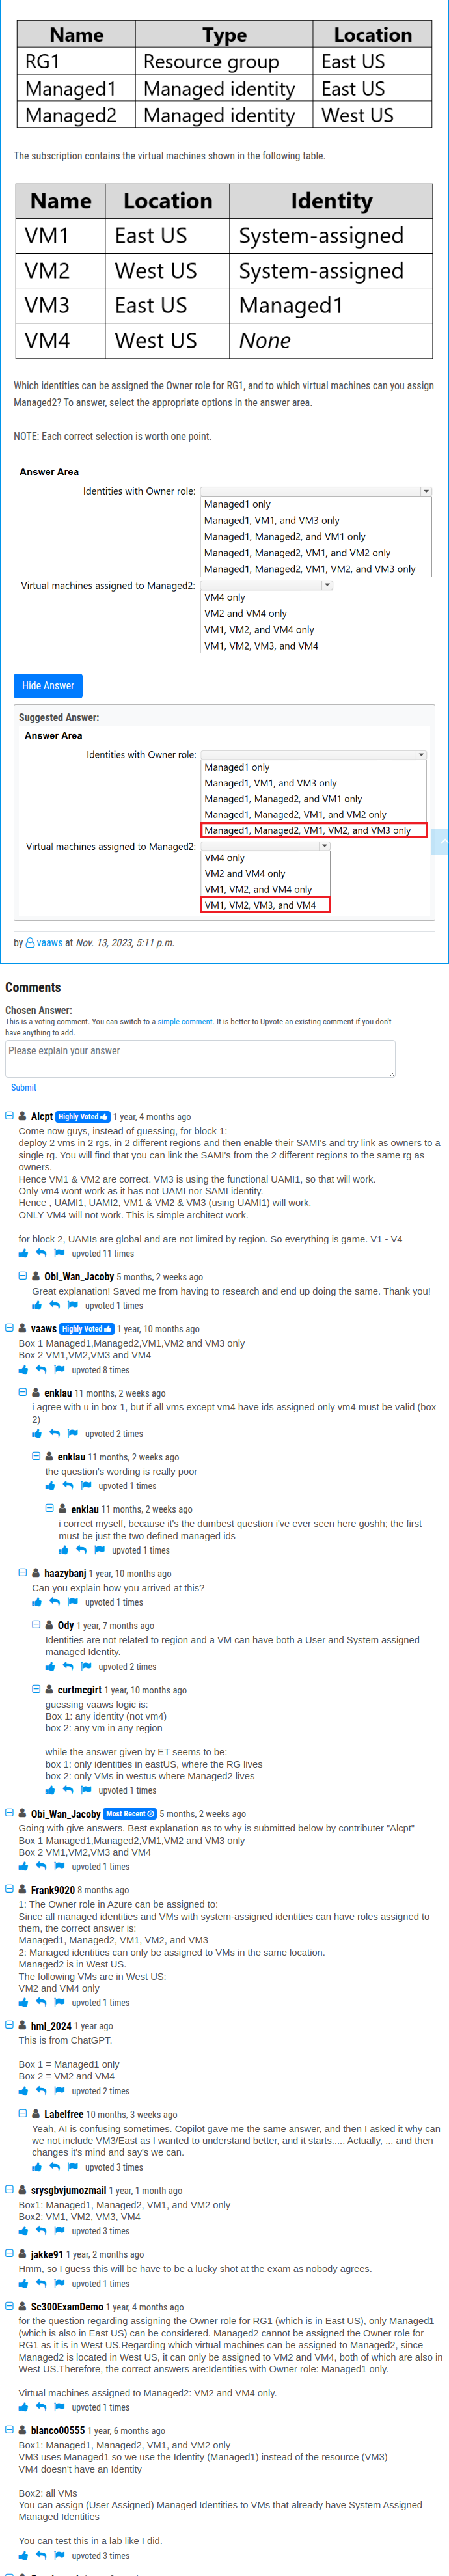 Name Type Location
RG1 Resource group East US
Managed1 Managed identity East US
Managed2 Managed identity West US
The subscription contains the virtual machines shown in the following table.
Name Location Identity
VM1 East US System-assigned
VM2 West US System-assigned
VM3 East US Managed1
VM4 West US None
Which identities can be assigned the Owner role for RG1, and to which virtual machines can you assign
Managed2? To answer, select the appropriate options in the answer area.
NOTE: Each correct selection is worth one point.
Answer Area
Identities with Owner role:
Managed1 only
Managed1, VM1, and VM3 only
Managed1, Managed2, and VM1 only
Managed1, Managed2, VM1, and VM2 only
Managed1, Managed2, VM1, VM2, and VM3 only
Virtual machines assigned to Managed2:
VM4 only
VM2 and VM4 only
VM1, VM2, and VM4 only
VM1, VM2, VM3, and VM4
Hide Answer
Suggested Answer:
Answer Area
Identities with Owner role:
Managed1 only
Managed1, VM1, and VM3 only
Managed1, Managed2, and VM1 only
Managed1, Managed2, VM1, and VM2 only
Managed1, Managed2, VM1, VM2, and VM3 only
Virtual machines assigned to Managed2:
VM4 only
VM2 and VM4 only
VM1, VM2, and VM4 only
VM1, VM2, VM3, and VM4
by vaaws at Nov. 13, 2023, 5:11 p.m.
Comments
Chosen Answer:
This is a voting comment. You can switch to a simple comment. It is better to Upvote an existing comment if you don't
have anything to add.
Please explain your answer
Submit
Alcpt Highly Voted 1 year, 4 months ago
Come now guys, instead of guessing, for block 1:
deploy 2 vms in 2 rgs, in 2 different regions and then enable their SAMI's and try link as owners to a
single rg. You will find that you can link the SAMI's from the 2 different regions to the same rg as
owners.
Hence VM1 & VM2 are correct. VM3 is using the functional UAMI1, so that will work.
Only vm4 wont work as it has not UAMI nor SAMI identity.
Hence , UAMI1, UAMI2, VM1 & VM2 & VM3 (using UAMI1) will work.
ONLY VM4 will not work. This is simple architect work.
for block 2, UAMIs are global and are not limited by region. So everything is game. V1 - V4
upvoted 11 times
Obi_Wan_Jacoby 5 months, 2 weeks ago
Great explanation! Saved me from having to research and end up doing the same. Thank you!
upvoted 1 times
vaaws Highly Voted 1 year, 10 months ago
Box 1 Managed1,Managed2,VM1,VM2 and VM3 only
Box 2 VM1,VM2,VM3 and VM4
upvoted 8 times
enklau 11 months, 2 weeks ago
i agree with u in box 1, but if all vms except vm4 have ids assigned only vm4 must be valid (box
2)
upvoted 2 times
enklau 11 months, 2 weeks ago
the question's wording is really poor
upvoted 1 times
enklau 11 months, 2 weeks ago
i correct myself, because it's the dumbest question i've ever seen here goshh; the first
must be just the two defined managed ids
upvoted 1 times
haazybanj 1 year, 10 months ago
Can you explain how you arrived at this?
upvoted 1 times
Ody 1 year, 7 months ago
Identities are not related to region and a VM can have both a User and System assigned
managed Identity.
upvoted 2 times
curtmcgirt 1 year, 10 months ago
guessing vaaws logic is:
Box 1: any identity (not vm4)
box 2: any vm in any region
while the answer given by ET seems to be:
box 1: only identities in eastUS, where the RG lives
box 2: only VMs in westus where Managed2 lives
upvoted 1 times
Obi_Wan_Jacoby Most Recent 5 months, 2 weeks ago
Going with give answers. Best explanation as to why is submitted below by contributer "Alcpt"
Box 1 Managed1,Managed2,VM1,VM2 and VM3 only
Box 2 VM1,VM2,VM3 and VM4
upvoted 1 times
Frank9020 8 months ago
1: The Owner role in Azure can be assigned to:
Since all managed identities and VMs with system-assigned identities can have roles assigned to
them, the correct answer is:
Managed1, Managed2, VM1, VM2, and VM3
2: Managed identities can only be assigned to VMs in the same location.
Managed2 is in West US.
The following VMs are in West US:
VM2 and VM4 only
upvoted 1 times
hml_2024 1 year ago
This is from ChatGPT.
Box 1 = Managed1 only
Box 2 = VM2 and VM4
upvoted 2 times
Labelfree 10 months, 3 weeks ago
Yeah, AI is confusing sometimes. Copilot gave me the same answer, and then I asked it why can
we not include VM3/East as I wanted to understand better, and it starts..... Actually, ... and then
changes it's mind and say's we can.
upvoted 3 times
srysgbvjumozmail 1 year, 1 month ago
Box1: Managed1, Managed2, VM1, and VM2 only
Box2: VM1, VM2, VM3, VM4
upvoted 3 times
jakke91 1 year, 2 months ago
Hmm, so I guess this will be have to be a lucky shot at the exam as nobody agrees.
upvoted 1 times
Sc300ExamDemo 1 year, 4 months ago
for the question regarding assigning the Owner role for RG1 (which is in East US), only Managed1
(which is also in East US) can be considered. Managed2 cannot be assigned the Owner role for
RG1 as it is in West US.Regarding which virtual machines can be assigned to Managed2, since
Managed2 is located in West US, it can only be assigned to VM2 and VM4, both of which are also in
West US.Therefore, the correct answers are:Identities with Owner role: Managed1 only.
Virtual machines assigned to Managed2: VM2 and VM4 only.
upvoted 1 times
blanco00555 1 year, 6 months ago
Box1: Managed1, Managed2, VM1, and VM2 only
VM3 uses Managed1 so we use the Identity (Managed1) instead of the resource (VM3)
VM4 doesn't have an Identity
Box2: all VMs
You can assign (User Assigned) Managed Identities to VMs that already have System Assigned
Managed Identities
You can test this in a lab like I did.
upvoted 3 times